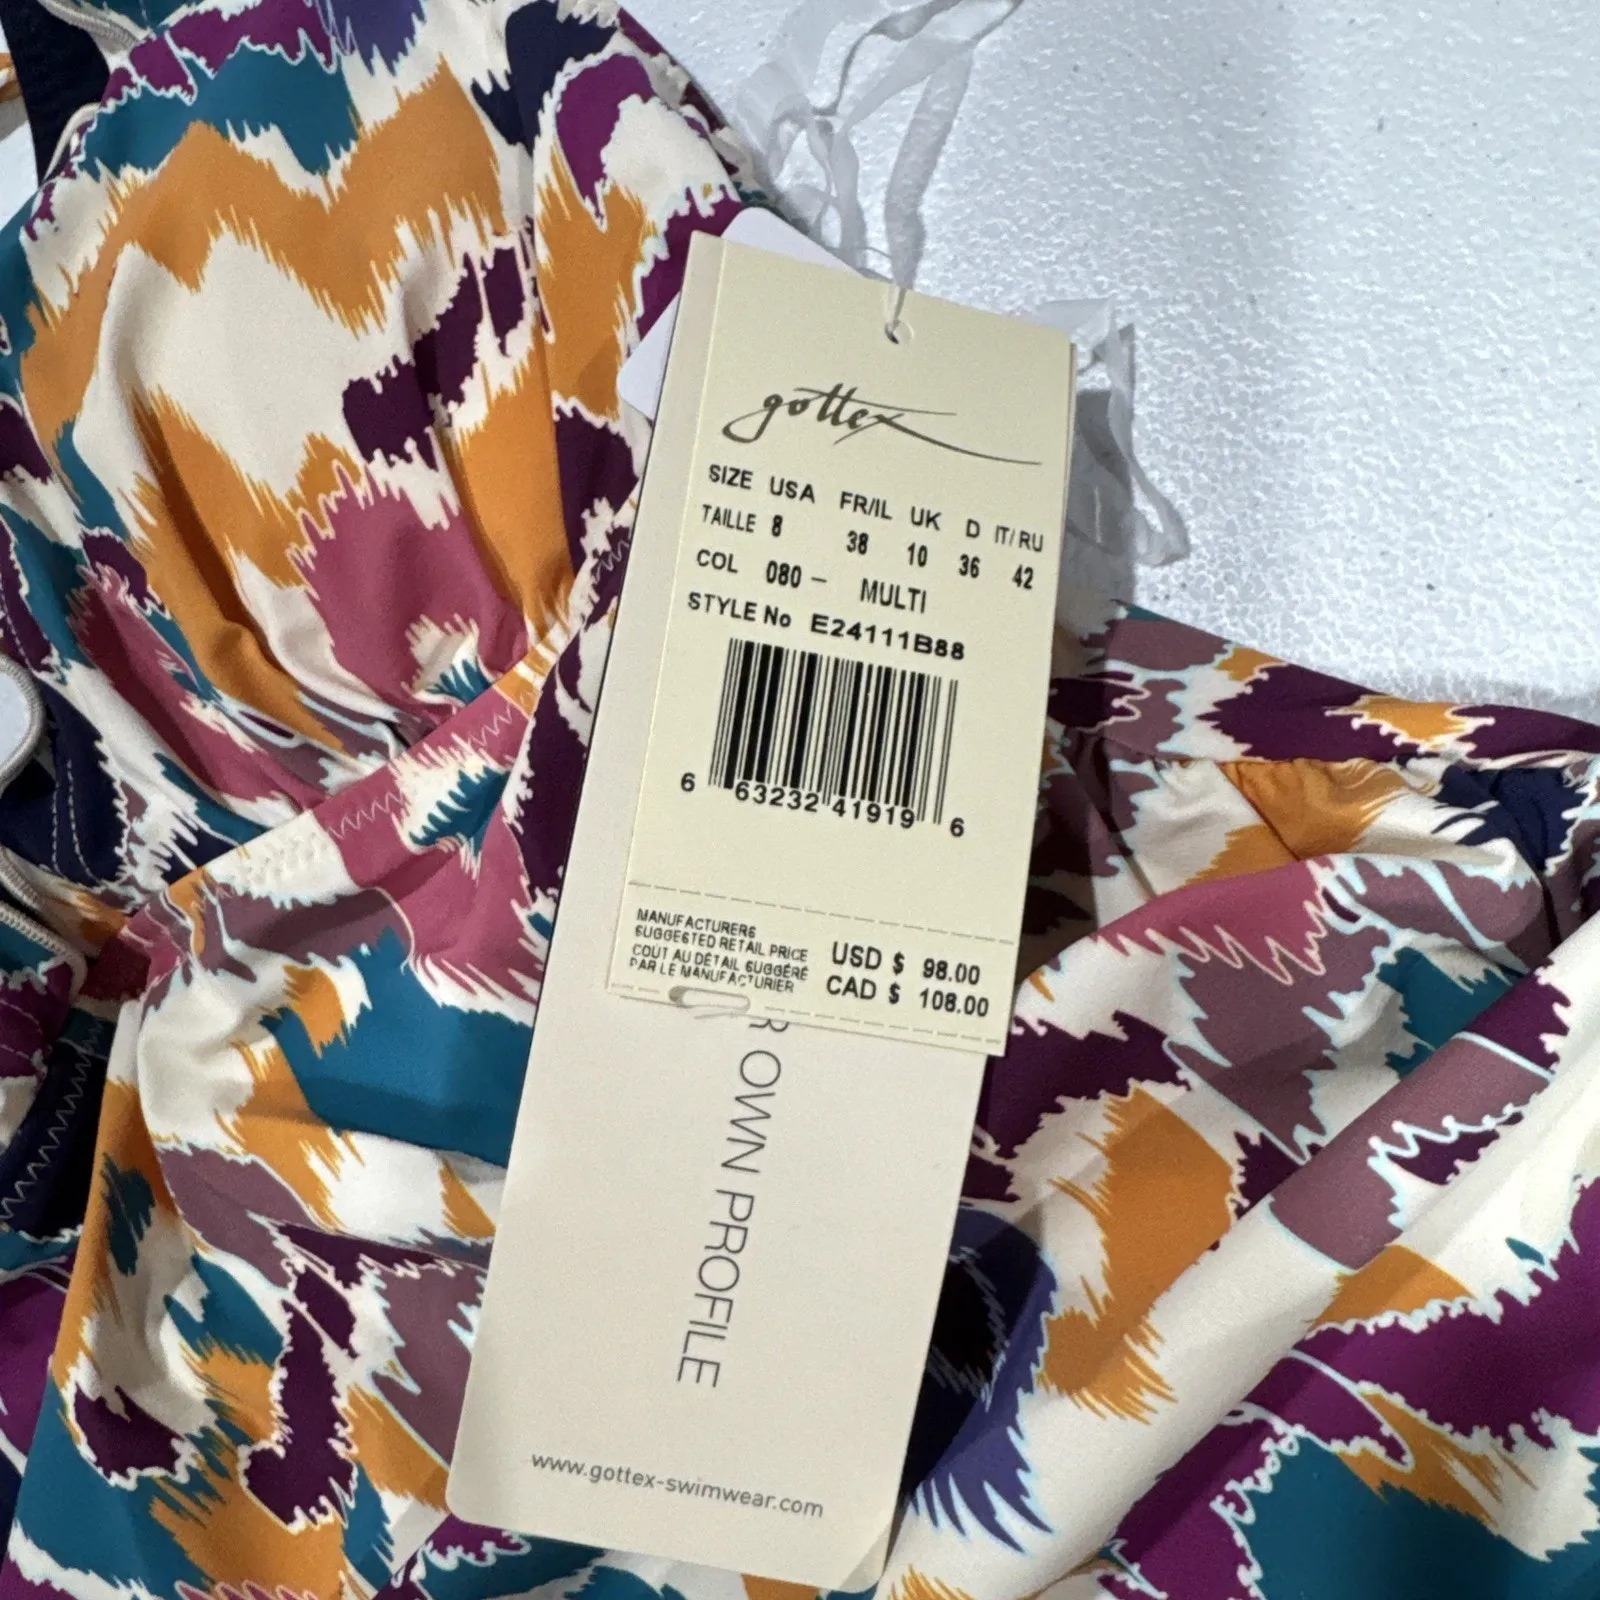 gottex
SIZE USA FR/IL UK D IT/RU
TAILLE 8 38 10 36 42
COL 080 - MULTI
STYLE No E24111B88
6 63232 41919 6
MANUFACTURERS
SUGGESTED RETAIL PRICE
COUT AU DÉTAIL SUGGÉRÉ
PAR LE MANUFACTURIER
USD $ 98.00
CAD $ 108.00
OWN PROFILE
www.gottex-swimwear.com